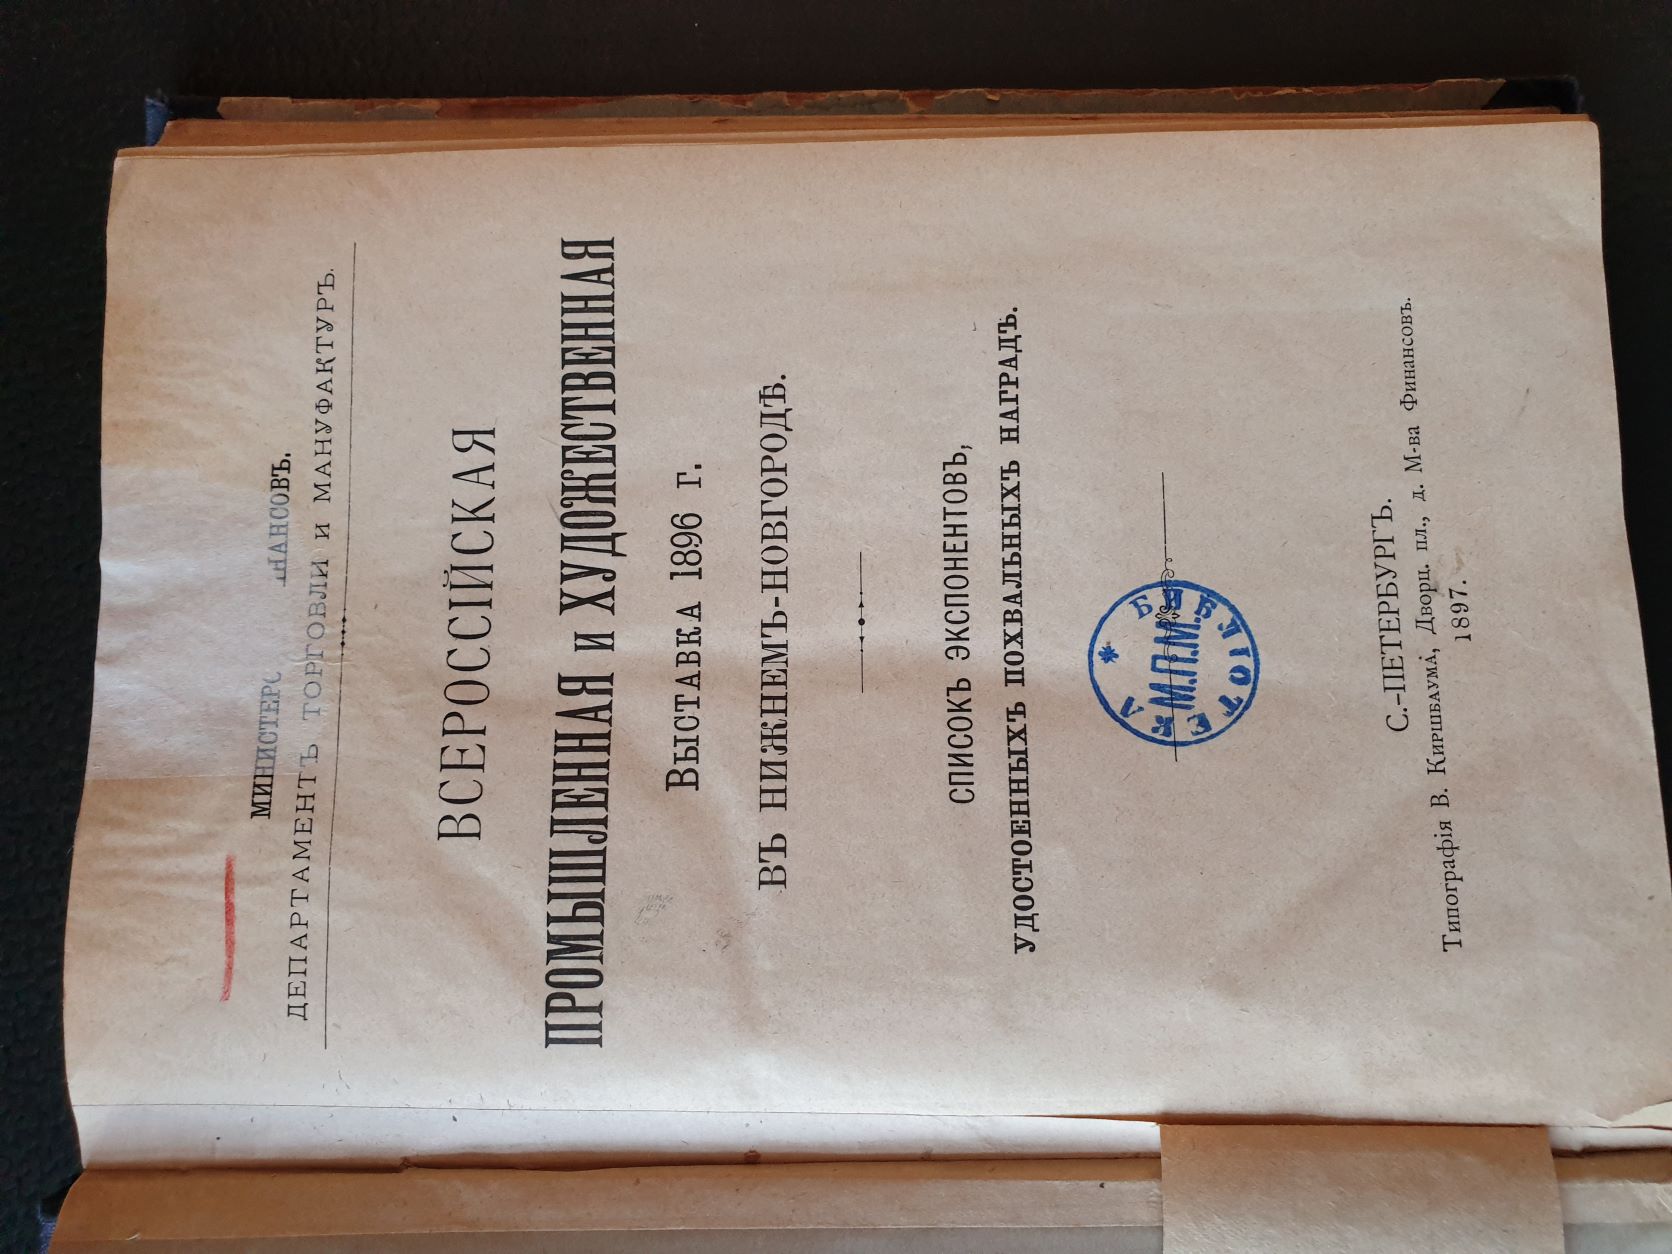 МИНИСТЕРС ІНАНСОВЪ.
ДЕПАРТАМЕНТЪ ТОРГОВЛИ И МАНУФАКТУРЪ.
ВСЕРОССІЙСКАЯ
ПРОМЫШЛЕННАЯ и ХУДОЖЕСТВЕННАЯ
Выставка 1896 г.
ВЪ НИЖНЕМЪ-НОВГОРОДѢ.
СПИСОКЪ ЭКСПОНЕНТОВЪ,
УДОСТОЕННЫХЪ ПОХВАЛЬНЫХЪ НАГРАДЪ.
БИБЛІОТЕКА
М.П.М.
С.-ПЕТЕРБУРГЪ.
Типографія В. Киршбаума, Дворц. пл., д. М-ва Финансовъ.
1897.